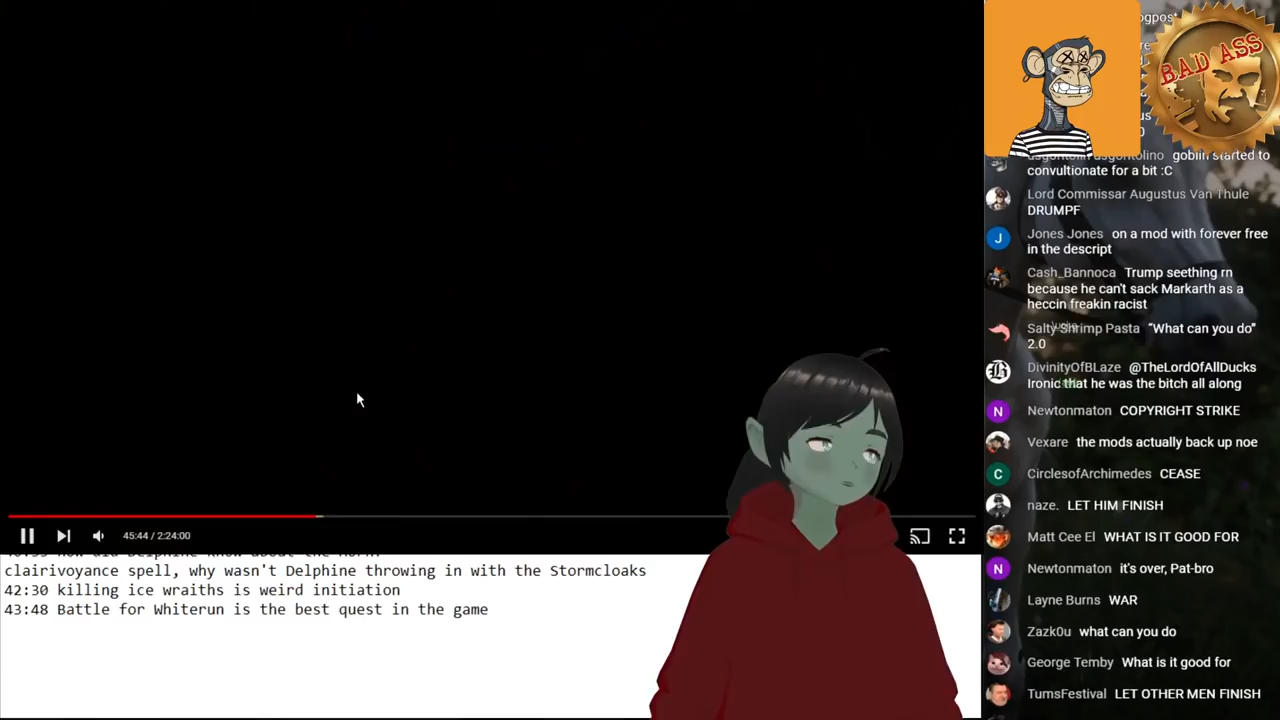 45:44 / 2:24:00
clairivoyance spell, why wasn't Delphine throwing in with the Stormcloaks
42:30 killing ice wraiths is weird initiation
43:48 Battle for Whiterun is the best quest in the game
BAD ASS
goblin started to
convultionate for a bit :C
Lord Commissar Augustus Van Thule
DRUMPF
Jones Jones on a mod with forever free
in the descript
Cash_Bannoca Trump seething rn
because he can't sack Markarth as a
heccin freakin racist
Salty Shrimp Pasta “What can you do”
2.0
DivinityOfBLaze @TheLordOfAllDucks
Ironic that he was the bitch all along
N Newtonmaton COPYRIGHT STRIKE
Vexare the mods actually back up noe
C CirclesofArchimedes CEASE
naze. LET HIM FINISH
Matt Cee El WHAT IS IT GOOD FOR
N Newtonmaton it's over, Pat-bro
Layne Burns WAR
Zazk0u what can you do
George Temby What is it good for
TumsFestival LET OTHER MEN FINISH